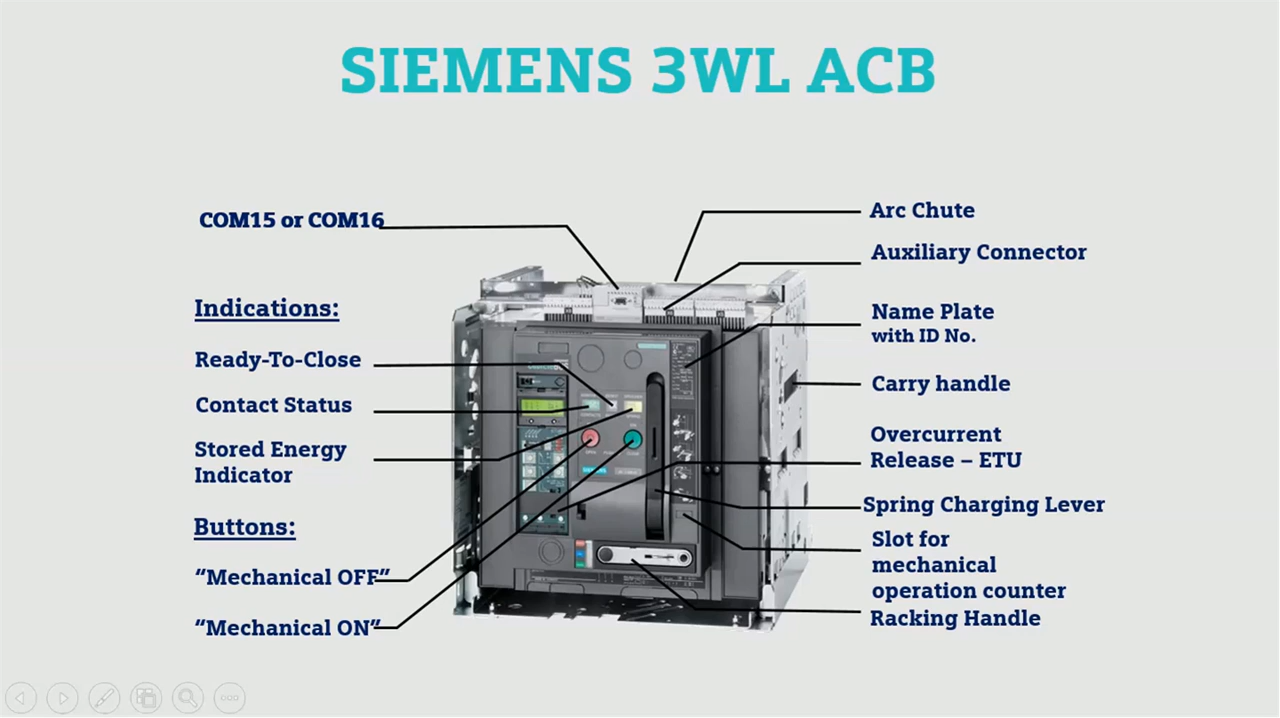 SIEMENS 3WL ACB
COM15 or COM16
Indications:
Ready-To-Close
Contact Status
Stored Energy
Indicator
Buttons:
“Mechanical OFF”
“Mechanical ON”
Arc Chute
Auxiliary Connector
Name Plate
with ID No.
Carry handle
Overcurrent
Release – ETU
Spring Charging Lever
Slot for
mechanical
operation counter
Racking Handle
SIEMENS